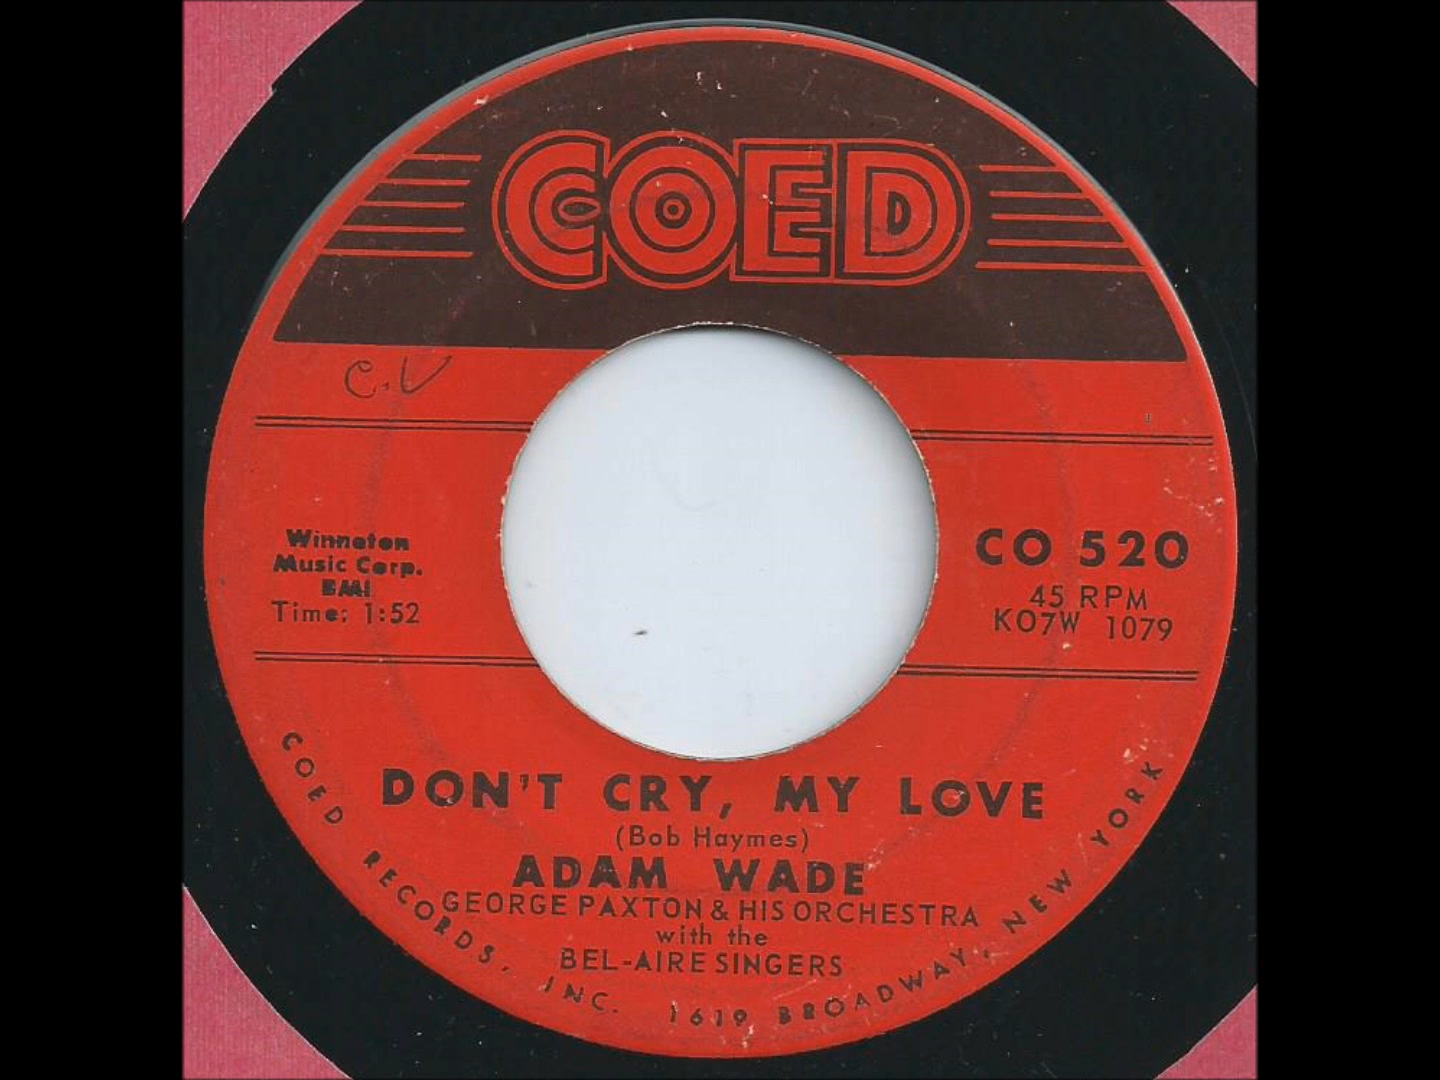 COED
C.V
Winneton
Music Corp.
BMI
Time: 1:52
CO 520
45 RPM
KO7W 1079
DON'T CRY, MY LOVE
(Bob Haymes)
ADAM WADE
GEORGE PAXTON & HIS ORCHESTRA
with the
BEL-AIRE SINGERS
COED RECORDS, INC. 1619 BROADWAY, NEW YORK